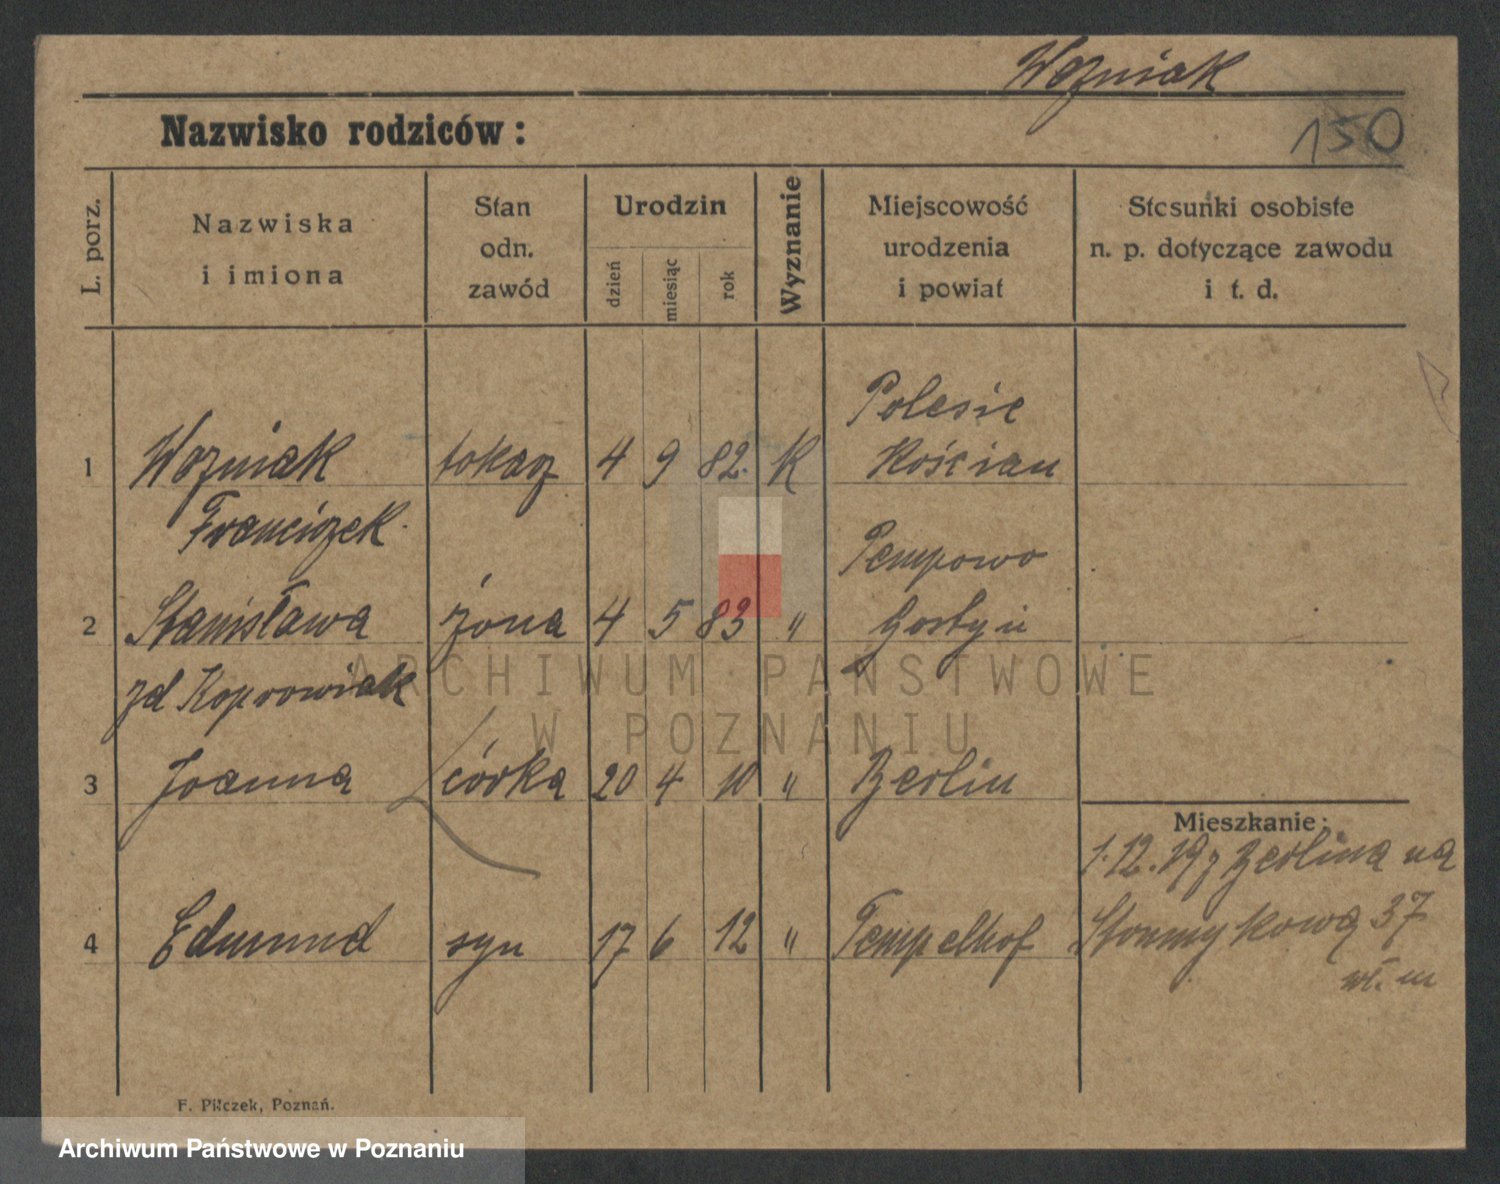 Wozniak
150
Nazwisko rodziców:
L. porz.
Nazwiska
i imiona
Stan
odn.
zawód
Urodzin
dzień
miesiąc
rok
Wyznanie
Miejscowość
urodzenia
i powiat
Stosunki osobiste
n. p. dotyczące zawodu
i t. d.
Polesie
1 Wozniak tokarz 4 9 82. K Kościan
Franciszek.
Pempowo
2 Stanisława żona 4 5 83 " Gostyń
zd Koprowiak
3 Joanna córka 20 4 10 " Berlin
Mieszkanie:
1.12.19 z Berlina na
4 Edmund syn 17 6 12 " Tempelhof 37
F. Pilczek, Poznań.
ARCHIWUM PAŃSTWOWE
W POZNANIU
Archiwum Państwowe w Poznaniu